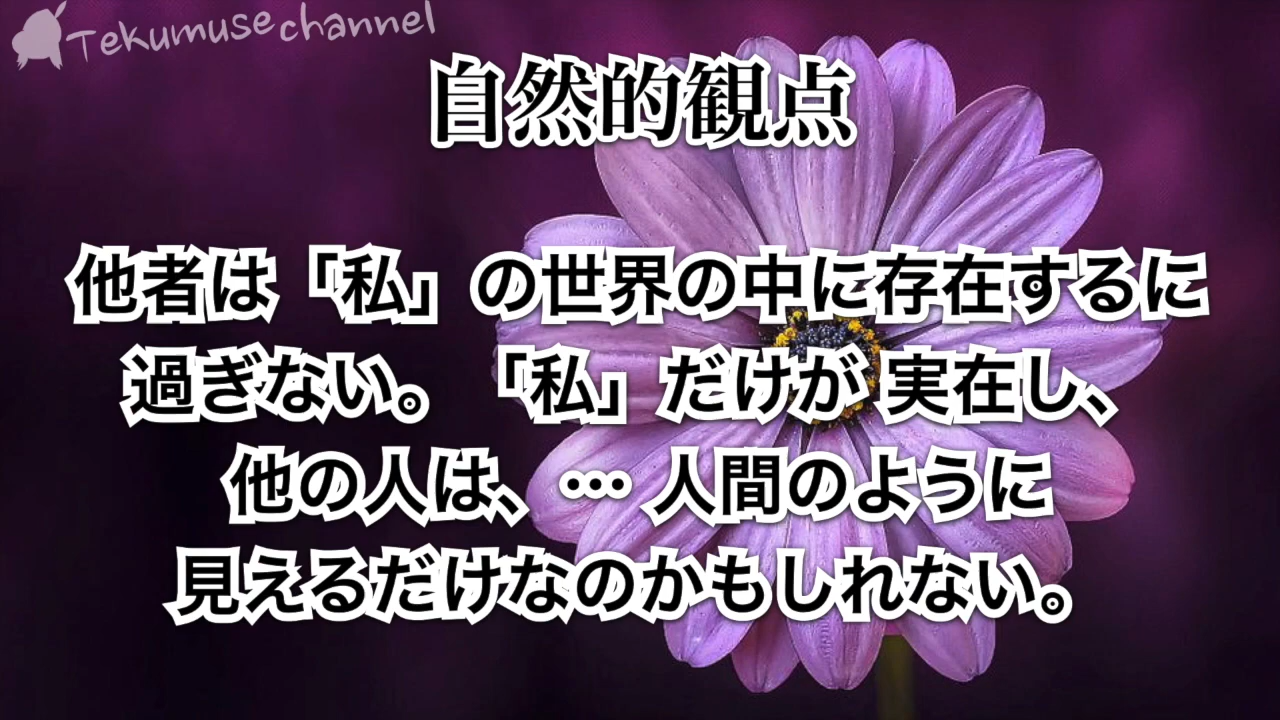 Tekumuse channel
自然的観点
他者は「私」の世界の中に存在するに
過ぎない。「私」だけが 実在し、
他の人は、… 人間のように
見えるだけなのかもしれない。